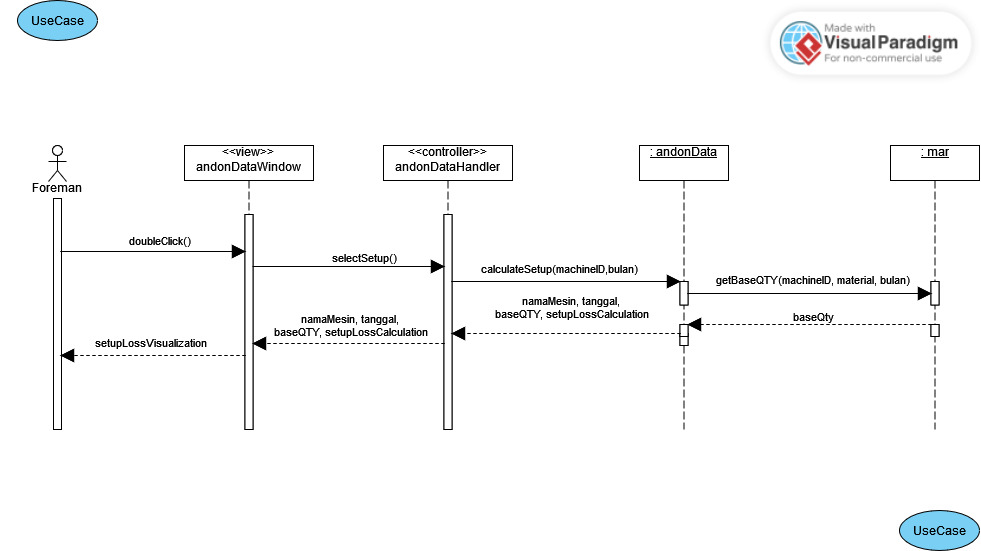 UseCase
Made with
Visual Paradigm
For non-commercial use
<<view>>
andonDataWindow
<<controller>>
andonDataHandler
: andonData
: mar
Foreman
doubleClick()
selectSetup()
calculateSetup(machineID,bulan)
getBaseQTY(machineID, material, bulan)
baseQty
namaMesin, tanggal,
baseQTY, setupLossCalculation
namaMesin, tanggal,
baseQTY, setupLossCalculation
setupLossVisualization
UseCase